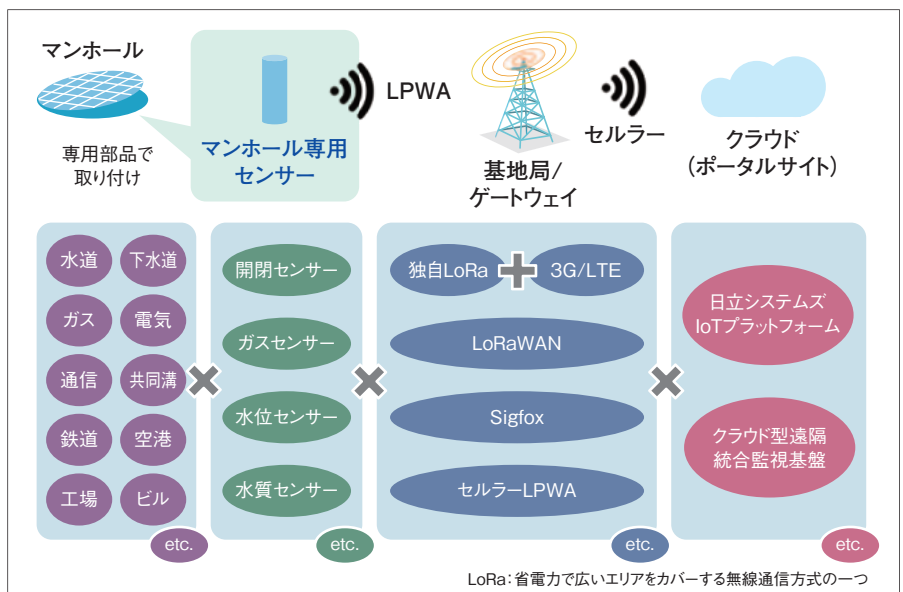 マンホール
専用部品で
取り付け
マンホール専用
センサー
LPWA
基地局/
ゲートウェイ
セルラー
クラウド
(ポータルサイト)
水道
下水道
ガス
電気
通信
共同溝
鉄道
空港
工場
ビル
etc.
開閉センサー
ガスセンサー
水位センサー
水質センサー
etc.
独自LoRa
3G/LTE
LoRaWAN
Sigfox
セルラーLPWA
etc.
日立システムズ
IoTプラットフォーム
クラウド型遠隔
統合監視基盤
etc.
LoRa:省電力で広いエリアをカバーする無線通信方式の一つ